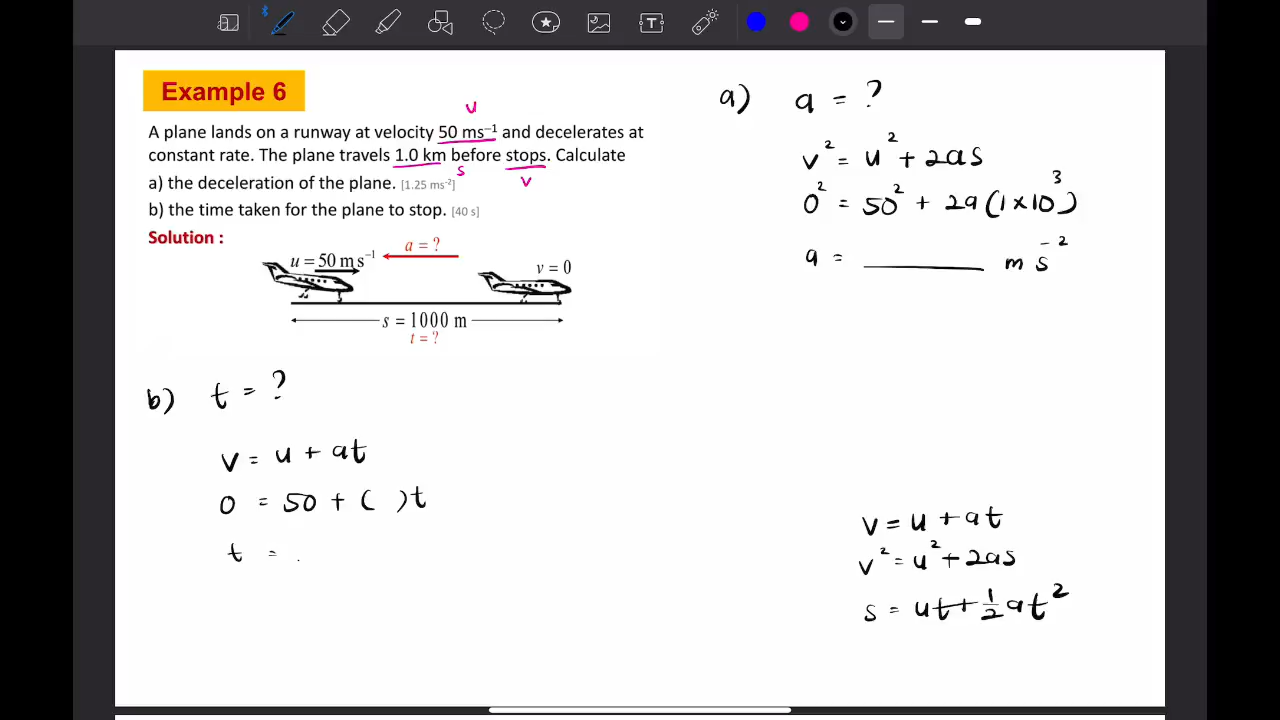 Example 6
u
A plane lands on a runway at velocity 50 ms⁻¹ and decelerates at
constant rate. The plane travels 1.0 km before stops. Calculate
s
v
a) the deceleration of the plane. [1.25 ms⁻²]
b) the time taken for the plane to stop. [40 s]
Solution :
a = ?
u = 50 m s⁻¹
v = 0
s = 1000 m
t = ?
a) a = ?
v² = u² + 2as
0² = 50² + 2a (1 x 10³)
a = ________ m s⁻²
b) t = ?
v = u + at
0 = 50 + ( ) t
t = .
v = u + at
v² = u² + 2as
s = ut + ½at²
T